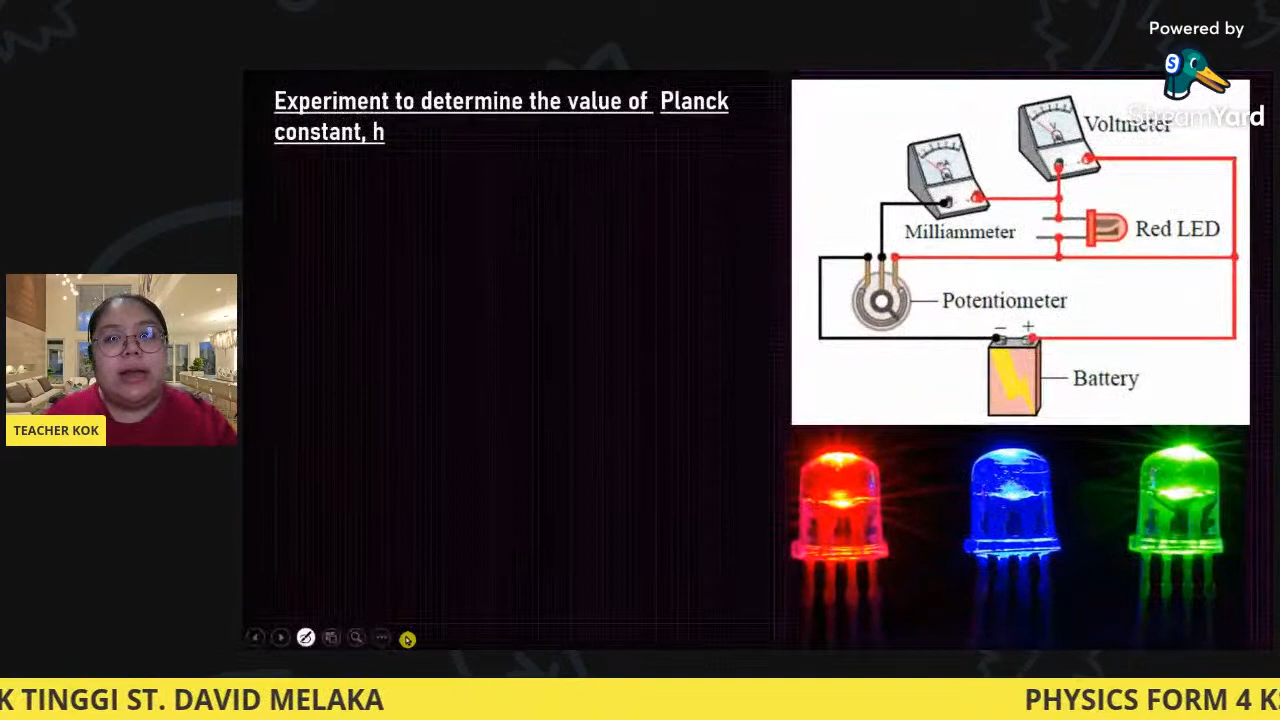 Powered by
StreamYard
Experiment to determine the value of Planck
constant, h
Voltmeter
Milliammeter
Red LED
Potentiometer
− +
Battery
TEACHER KOK
K TINGGI ST. DAVID MELAKA
PHYSICS FORM 4 K